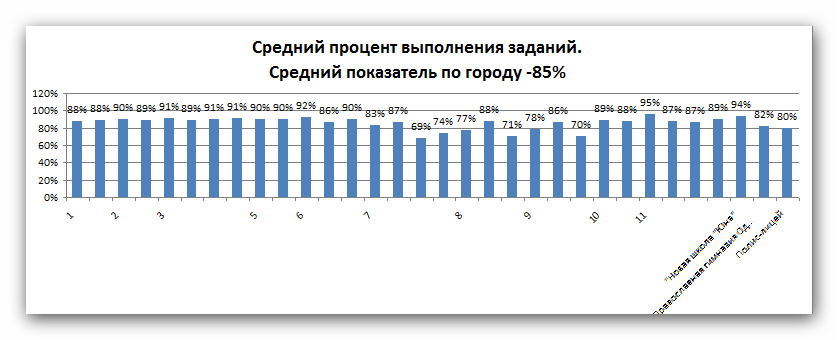 Средний процент выполнения заданий.
Средний показатель по городу -85%
120%
100%
80%
60%
40%
20%
0%
88% 88% 90% 89% 91% 89% 91% 91% 90% 90% 92% 86% 90% 83% 87% 69% 74% 77% 88% 71% 78% 86% 70% 89% 88% 95% 87% 87% 89% 94% 82% 80%
1 2 3 5 6 7 8 9 10 11
"Новая школа "Юна"
Православная гимназия Од..
Полис-лицей